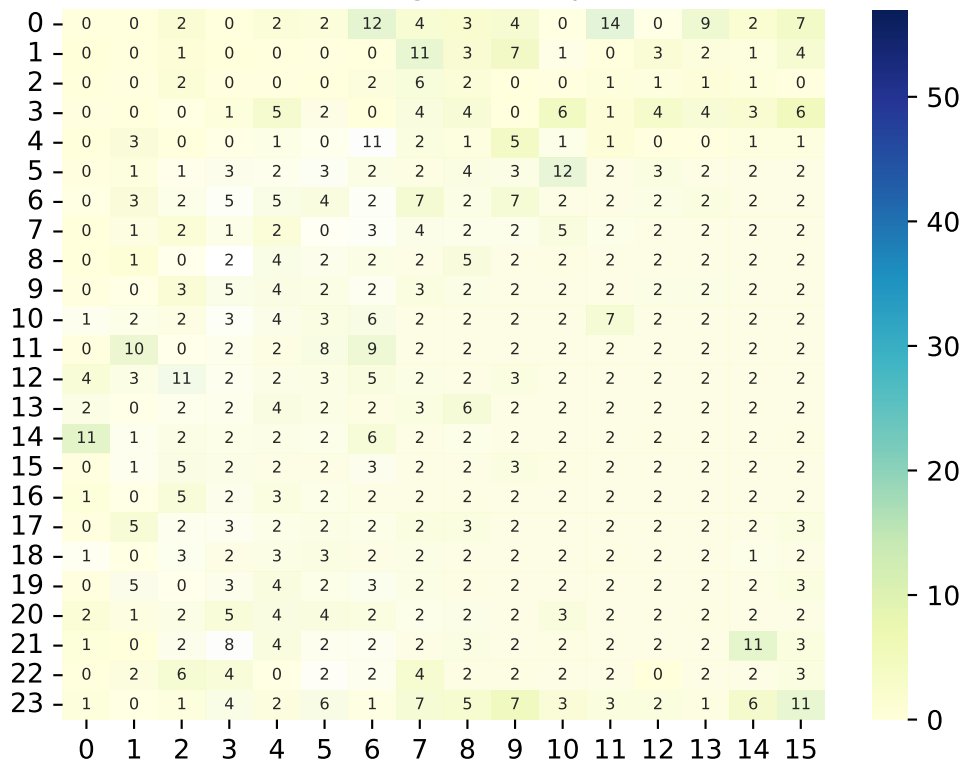 0 0 0 2 0 2 2 12 4 3 4 0 14 0 9 2 7
1 0 0 1 0 0 0 0 11 3 7 1 0 3 2 1 4
2 0 0 2 0 0 0 2 6 2 0 0 1 1 1 1 0
3 0 0 0 1 5 2 0 4 4 0 6 1 4 4 3 6
4 0 3 0 0 1 0 11 2 1 5 1 1 0 0 1 1
5 0 1 1 3 2 3 2 2 4 3 12 2 3 2 2 2
6 0 3 2 5 5 4 2 7 2 7 2 2 2 2 2 2
7 0 1 2 1 2 0 3 4 2 2 5 2 2 2 2 2
8 0 1 0 2 4 2 2 2 5 2 2 2 2 2 2 2
9 0 0 3 5 4 2 2 3 2 2 2 2 2 2 2 2
10 1 2 2 3 4 3 6 2 2 2 2 7 2 2 2 2
11 0 10 0 2 2 8 9 2 2 2 2 2 2 2 2 2
12 4 3 11 2 2 3 5 2 2 3 2 2 2 2 2 2
13 2 0 2 2 4 2 2 3 6 2 2 2 2 2 2 2
14 11 1 2 2 2 2 6 2 2 2 2 2 2 2 2 2
15 0 1 5 2 2 2 3 2 2 3 2 2 2 2 2 2
16 1 0 5 2 3 2 2 2 2 2 2 2 2 2 2 2
17 0 5 2 3 2 2 2 2 3 2 2 2 2 2 2 3
18 1 0 3 2 3 3 2 2 2 2 2 2 2 2 1 2
19 0 5 0 3 4 2 3 2 2 2 2 2 2 2 2 3
20 2 1 2 5 4 4 2 2 2 2 3 2 2 2 2 2
21 1 0 2 8 4 2 2 2 3 2 2 2 2 2 11 3
22 0 2 6 4 0 2 2 4 2 2 2 2 0 2 2 3
23 1 0 1 4 2 6 1 7 5 7 3 3 2 1 6 11
0 1 2 3 4 5 6 7 8 9 10 11 12 13 14 15
50
40
30
20
10
0